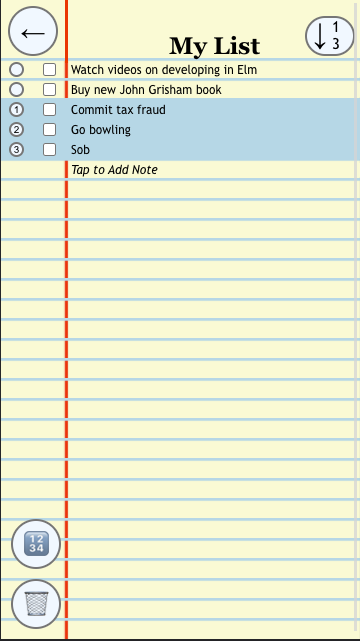 ←
My List
↓ 1
3
Watch videos on developing in Elm
Buy new John Grisham book
1 Commit tax fraud
2 Go bowling
3 Sob
Tap to Add Note
12
34